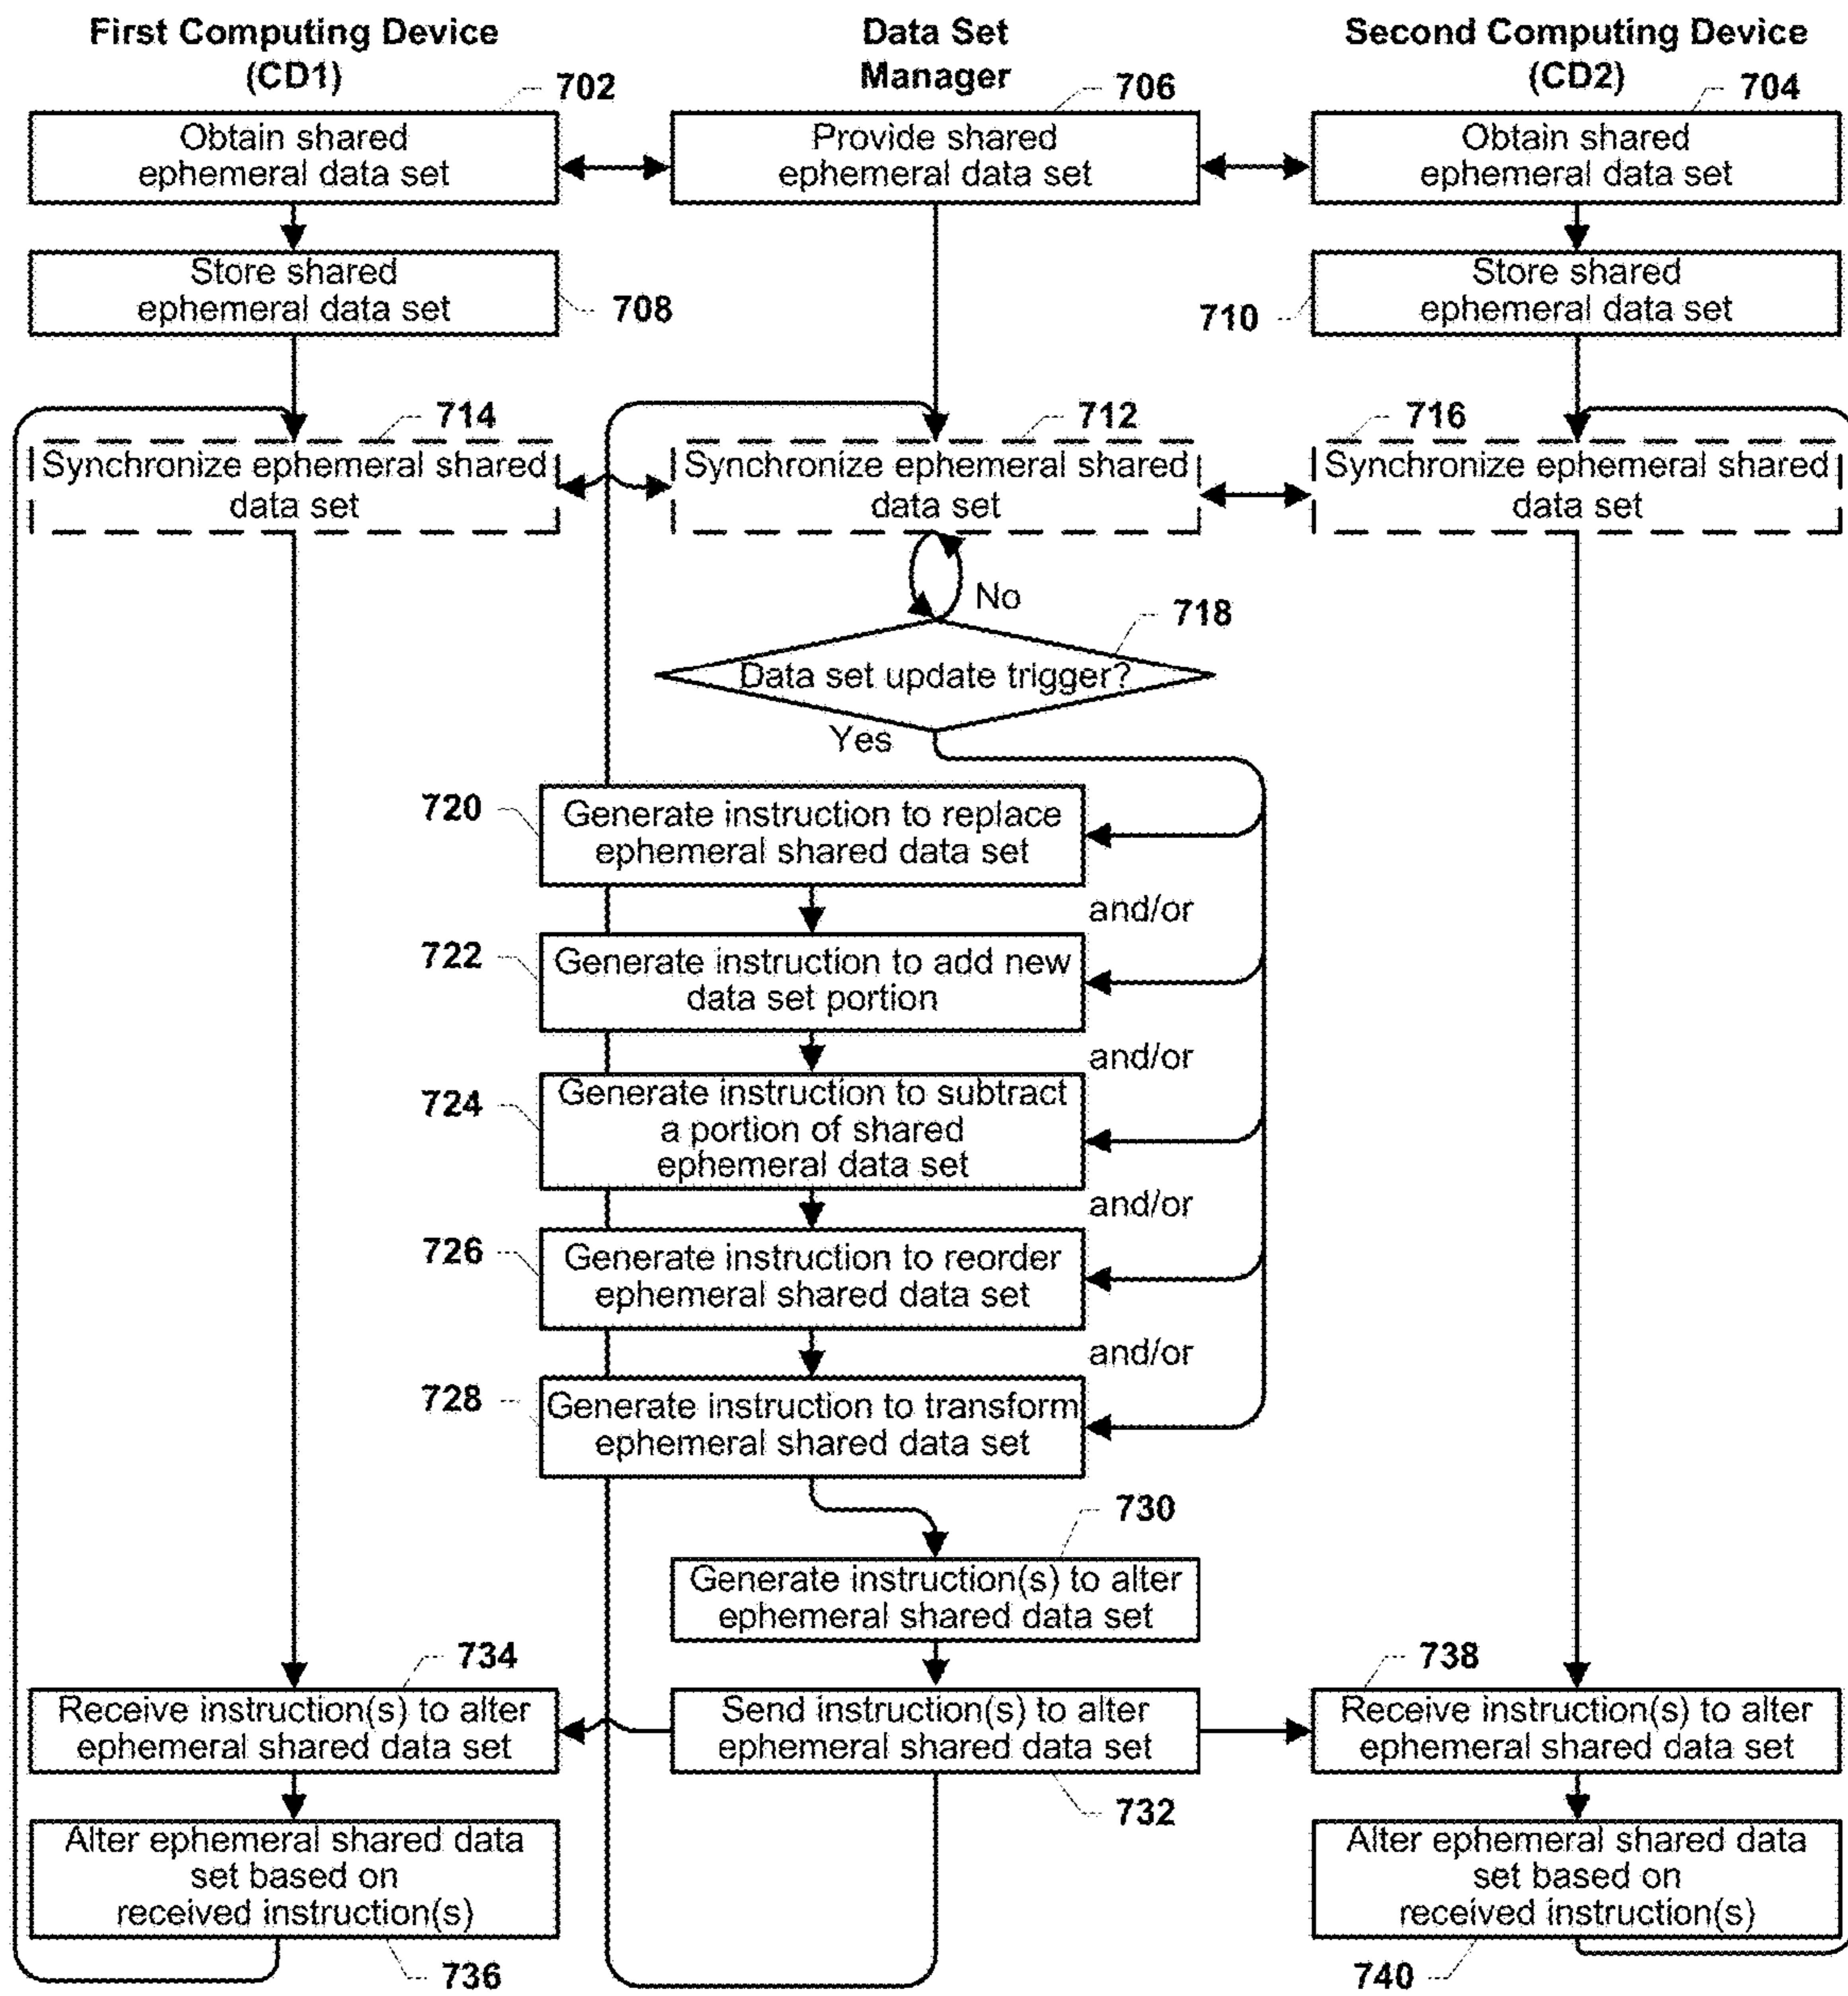 First Computing Device
(CD1)
Data Set
Manager
Second Computing Device
(CD2)
702
706
704
Obtain shared
ephemeral data set
Provide shared
ephemeral data set
Obtain shared
ephemeral data set
Store shared
ephemeral data set
708
710
Store shared
ephemeral data set
714
712
716
Synchronize ephemeral shared
data set
Synchronize ephemeral shared
data set
Synchronize ephemeral shared
data set
No
718
Data set update trigger?
Yes
720
Generate instruction to replace
ephemeral shared data set
and/or
722
Generate instruction to add new
data set portion
and/or
724
Generate instruction to subtract
a portion of shared
ephemeral data set
and/or
726
Generate instruction to reorder
ephemeral shared data set
and/or
728
Generate instruction to transform
ephemeral shared data set
730
Generate instruction(s) to alter
ephemeral shared data set
734
738
Receive instruction(s) to alter
ephemeral shared data set
Send instruction(s) to alter
ephemeral shared data set
Receive instruction(s) to alter
ephemeral shared data set
732
Alter ephemeral shared data
set based on
received instruction(s)
Alter ephemeral shared data
set based on
received instruction(s)
736
740